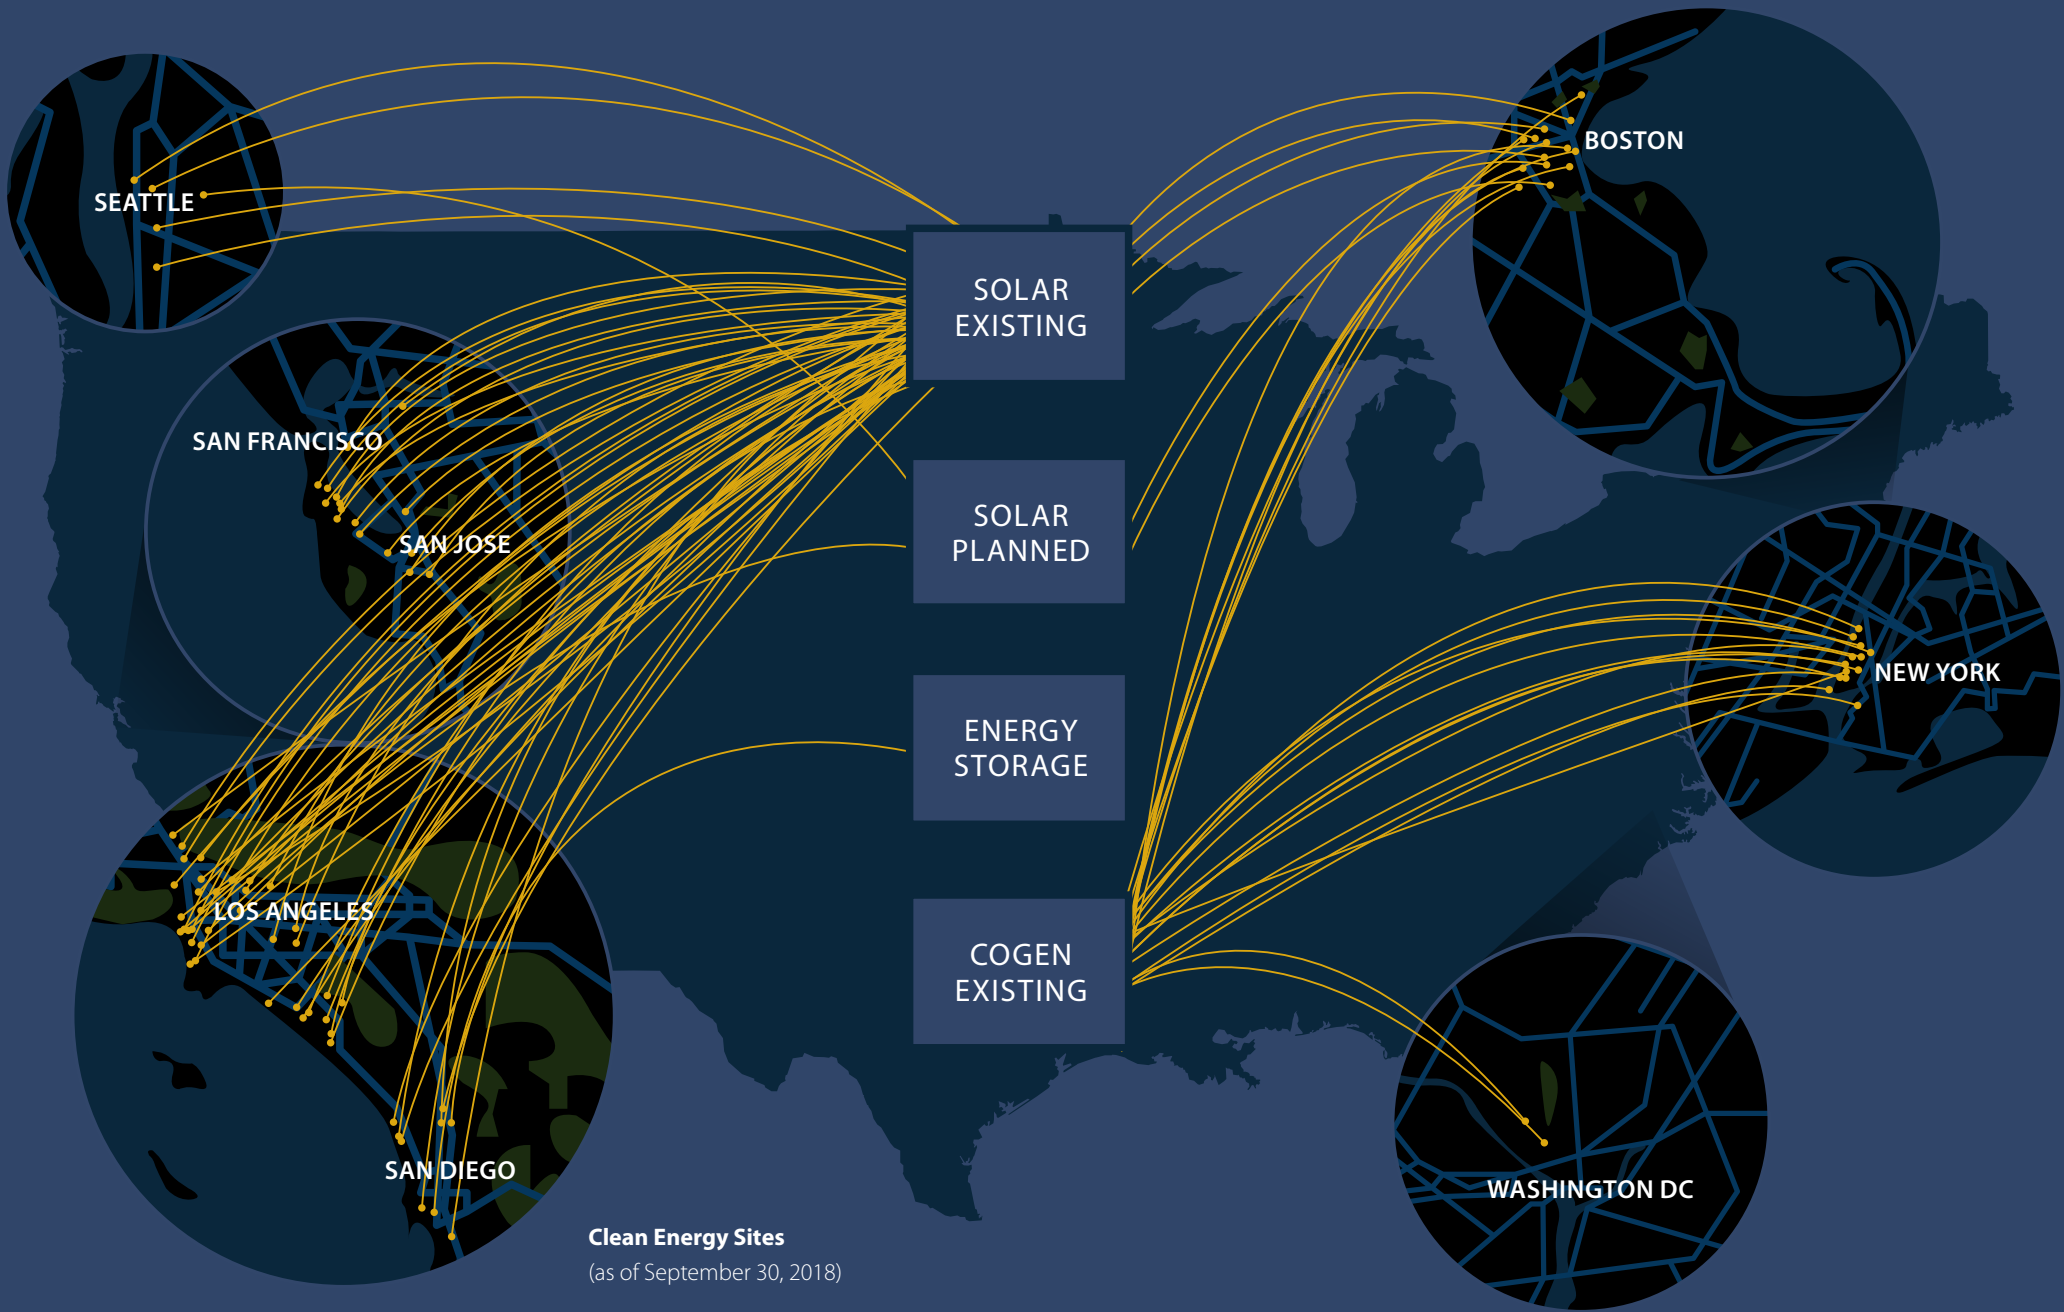 SEATTLE
BOSTON
SOLAR
EXISTING
SAN FRANCISCO
SAN JOSE
SOLAR
PLANNED
NEW YORK
ENERGY
STORAGE
LOS ANGELES
COGEN
EXISTING
SAN DIEGO
WASHINGTON DC
Clean Energy Sites
(as of September 30, 2018)